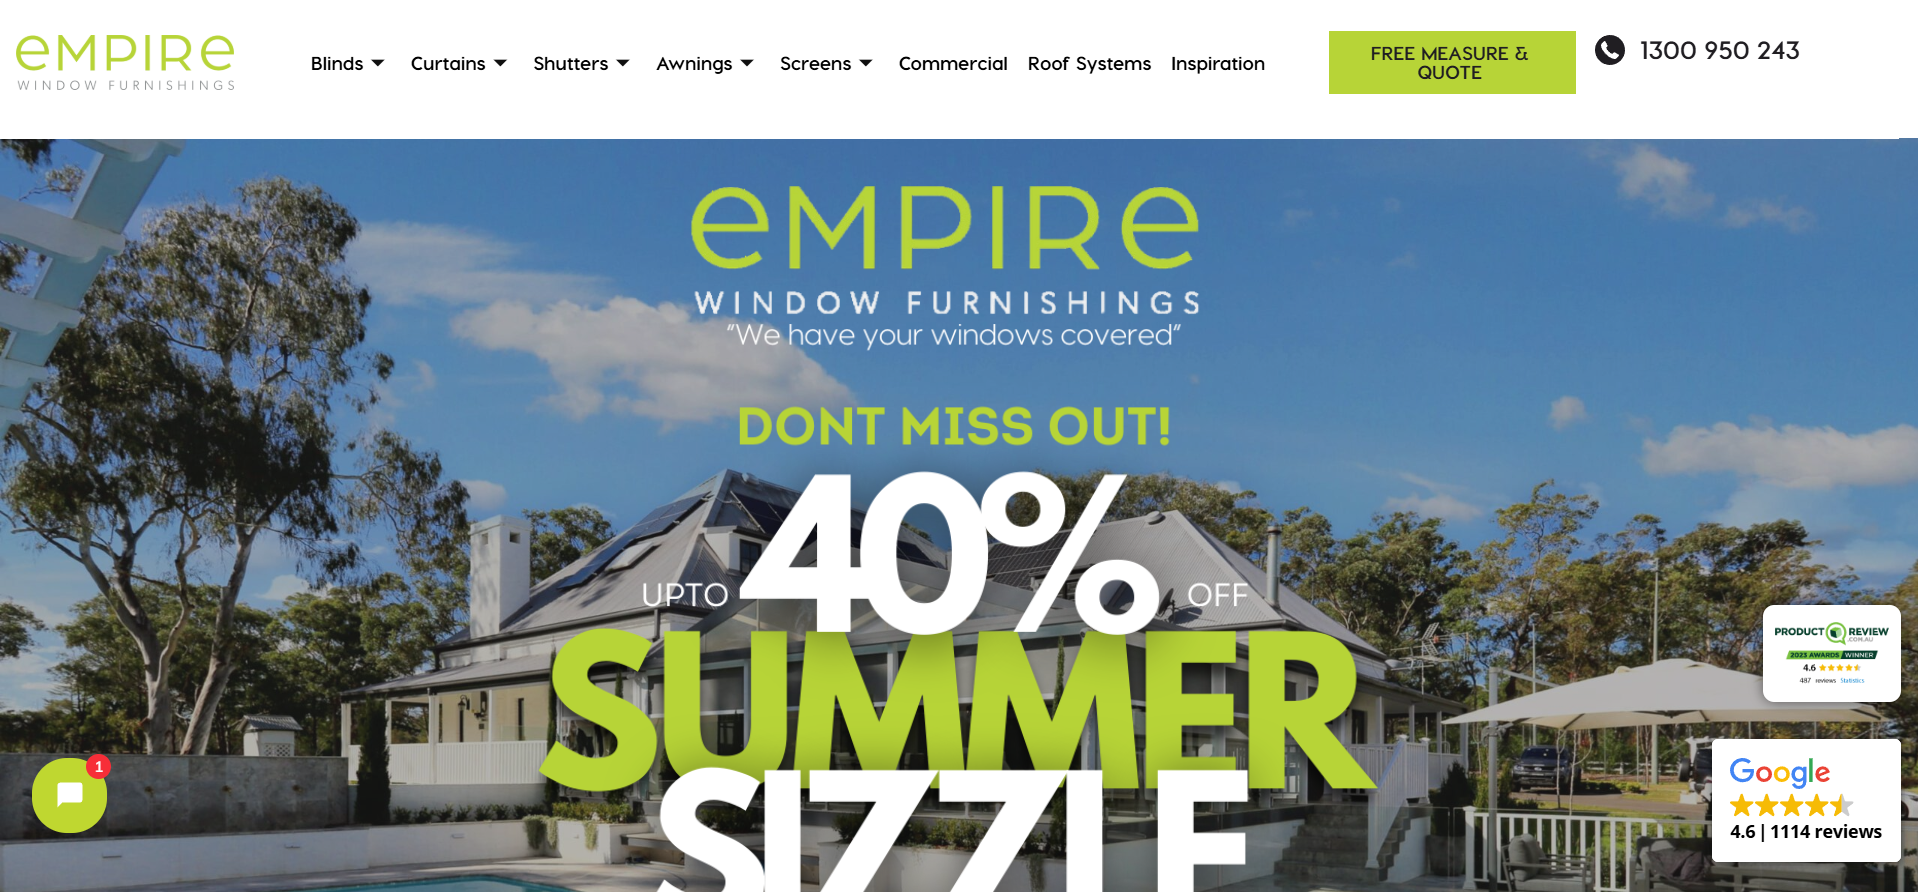 eMPIRe
WINDOW FURNISHINGS
Blinds
Curtains
Shutters
Awnings
Screens
Commercial
Roof Systems
Inspiration
FREE MEASURE &
QUOTE
1300 950 243
eMPIRe
WINDOW FURNISHINGS
"We have your windows covered"
DONT MISS OUT!
UPTO 40% OFF
SUMMER
SIZZLE
PRODUCT REVIEW
.COM.AU
2023 AWARDS WINNER
4.6
487 reviews Statistics
1
Google
4.6 | 1114 reviews